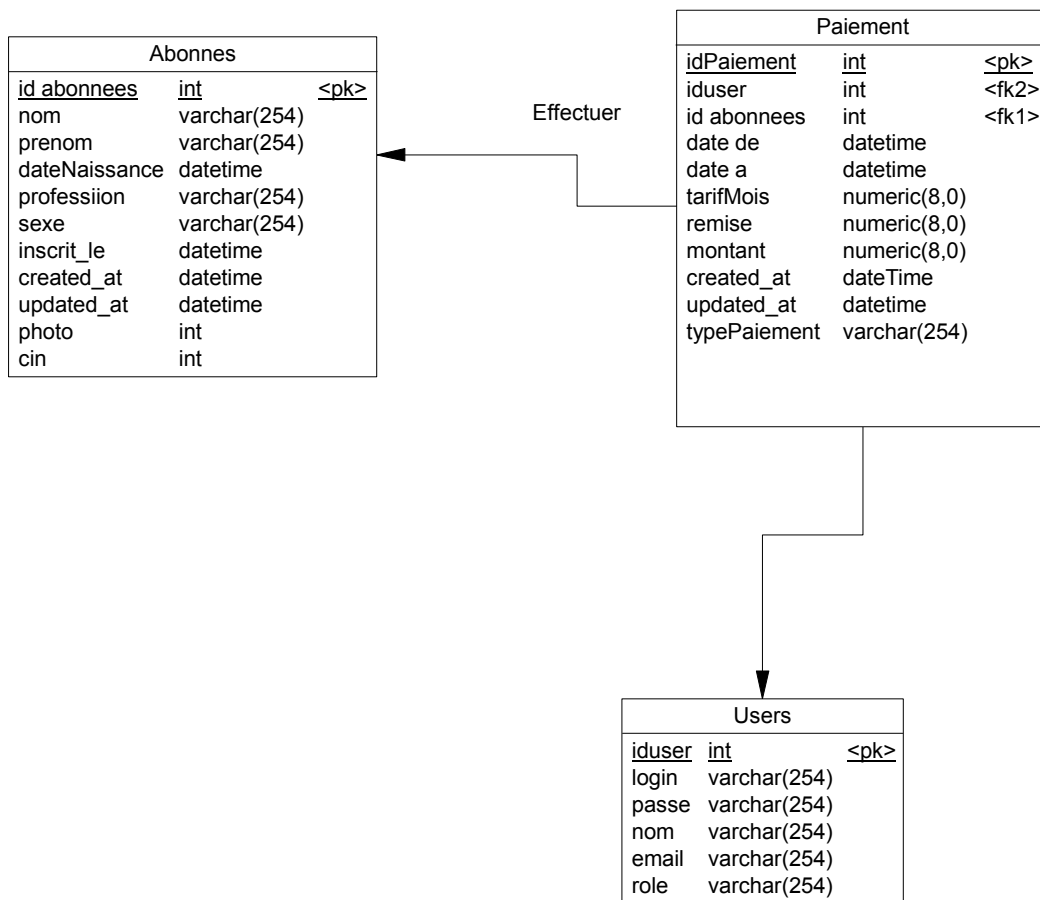 Abonnes
id abonnees int <pk>
nom varchar(254)
prenom varchar(254)
dateNaissance datetime
professiion varchar(254)
sexe varchar(254)
inscrit_le datetime
created_at datetime
updated_at datetime
photo int
cin int
Effectuer
Paiement
idPaiement int <pk>
iduser int <fk2>
id abonnees int <fk1>
date de datetime
date a datetime
tarifMois numeric(8,0)
remise numeric(8,0)
montant numeric(8,0)
created_at dateTime
updated_at datetime
typePaiement varchar(254)
Users
iduser int <pk>
login varchar(254)
passe varchar(254)
nom varchar(254)
email varchar(254)
role varchar(254)